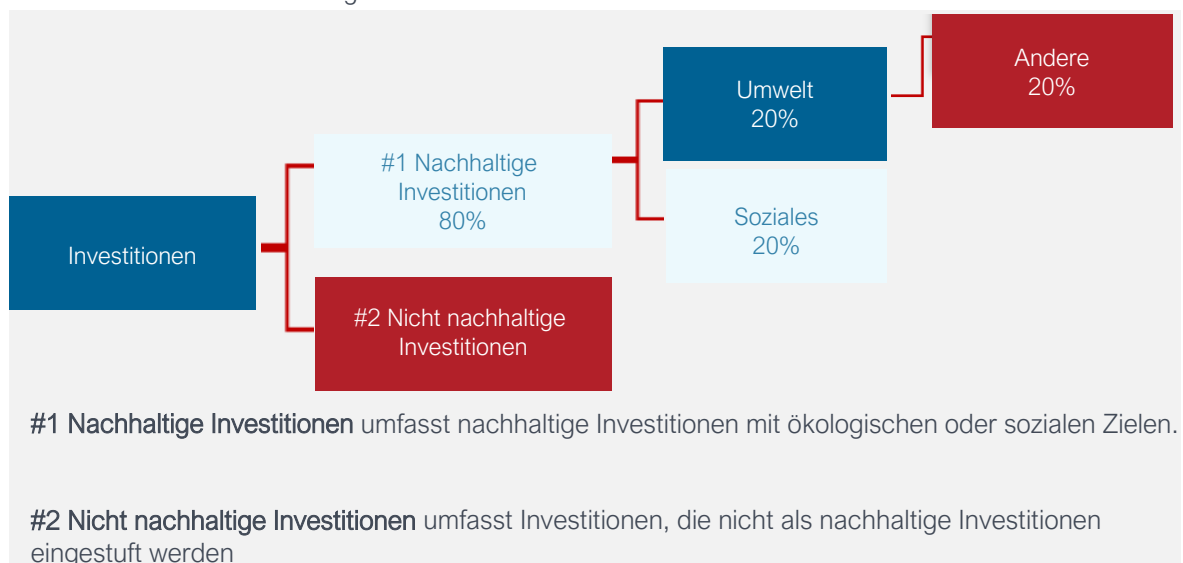 Andere
20%
Umwelt
20%
#1 Nachhaltige
Investitionen
80%
Soziales
20%
Investitionen
#2 Nicht nachhaltige
Investitionen
#1 Nachhaltige Investitionen umfasst nachhaltige Investitionen mit ökologischen oder sozialen Zielen.
#2 Nicht nachhaltige Investitionen umfasst Investitionen, die nicht als nachhaltige Investitionen
eingestuft werden